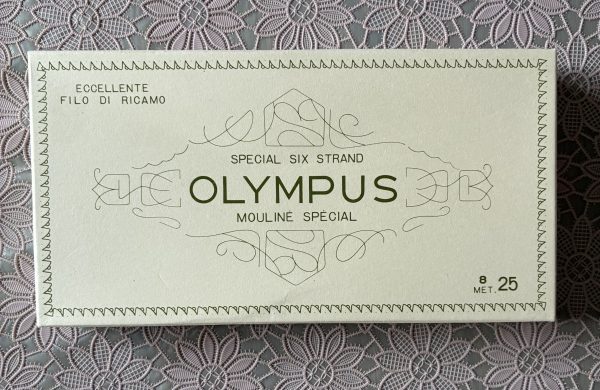 ECCELLENTE
FILO DI RICAMO
SPECIAL SIX STRAND
OLYMPUS
MOULINÉ SPÉCIAL
8
MET. 25